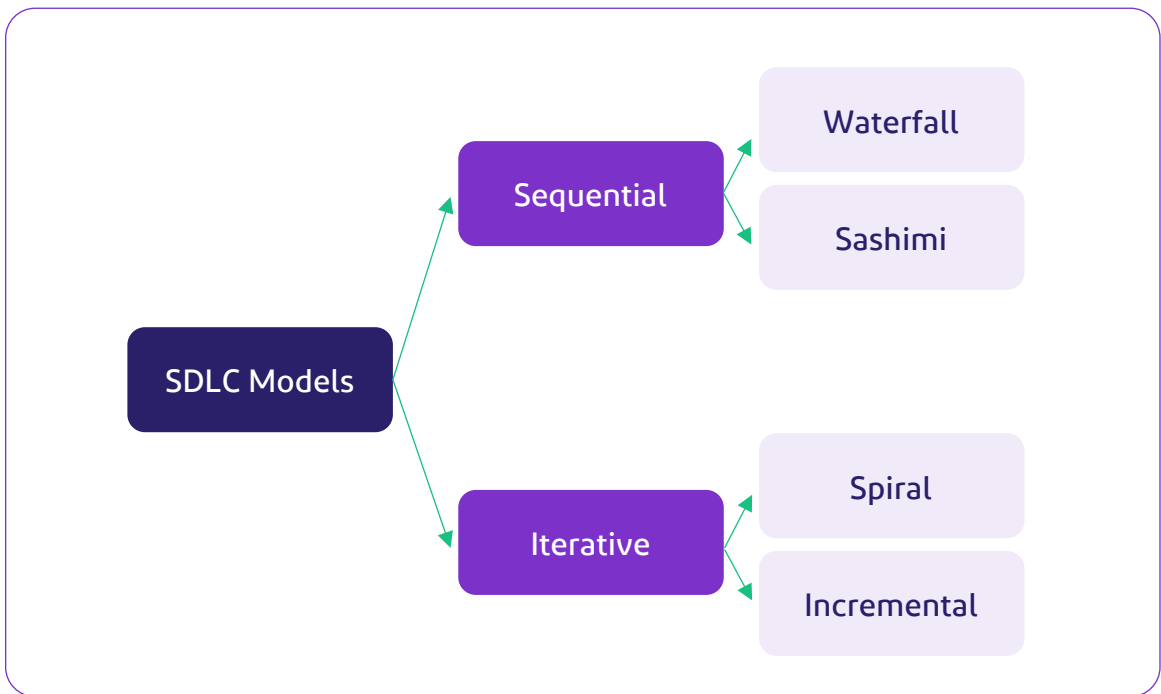 SDLC Models
Sequential
Waterfall
Sashimi
Iterative
Spiral
Incremental